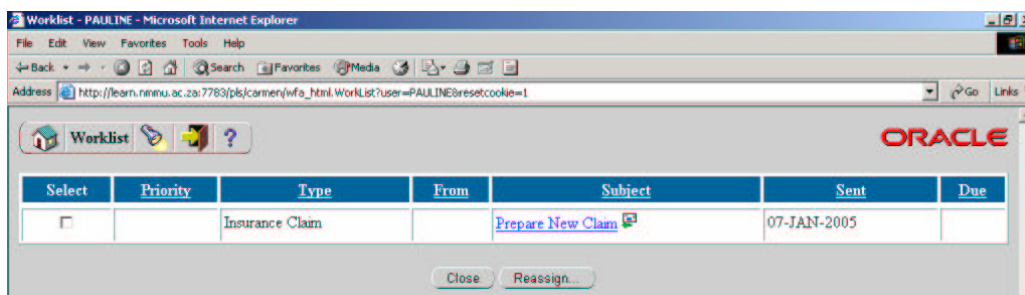 Worklist - PAULINE - Microsoft Internet Explorer
File Edit View Favorites Tools Help
Back Search Favorites Media
Address http://learn.nmmu.ac.za:7783/pls/carmen/wfa_html.WorkList?user=PAULINE&resetcookie=1 Go Links
Worklist ? ORACLE
Select Priority Type From Subject Sent Due
Insurance Claim Prepare New Claim 07-JAN-2005
Close Reassign...